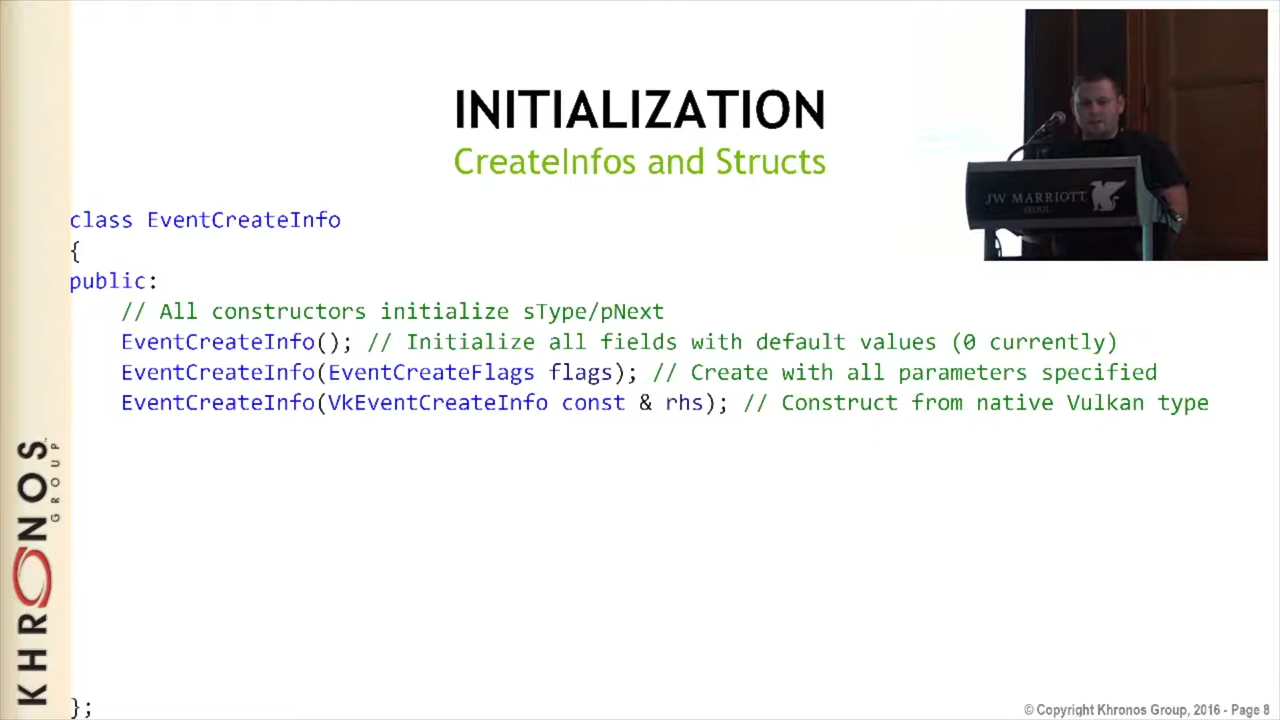 INITIALIZATION
CreateInfos and Structs
JW MARRIOTT
SEOUL
class EventCreateInfo
{
public:
// All constructors initialize sType/pNext
EventCreateInfo(); // Initialize all fields with default values (0 currently)
EventCreateInfo(EventCreateFlags flags); // Create with all parameters specified
EventCreateInfo(VkEventCreateInfo const & rhs); // Construct from native Vulkan type
};
KHRONOS
GROUP
© Copyright Khronos Group, 2016 - Page 8